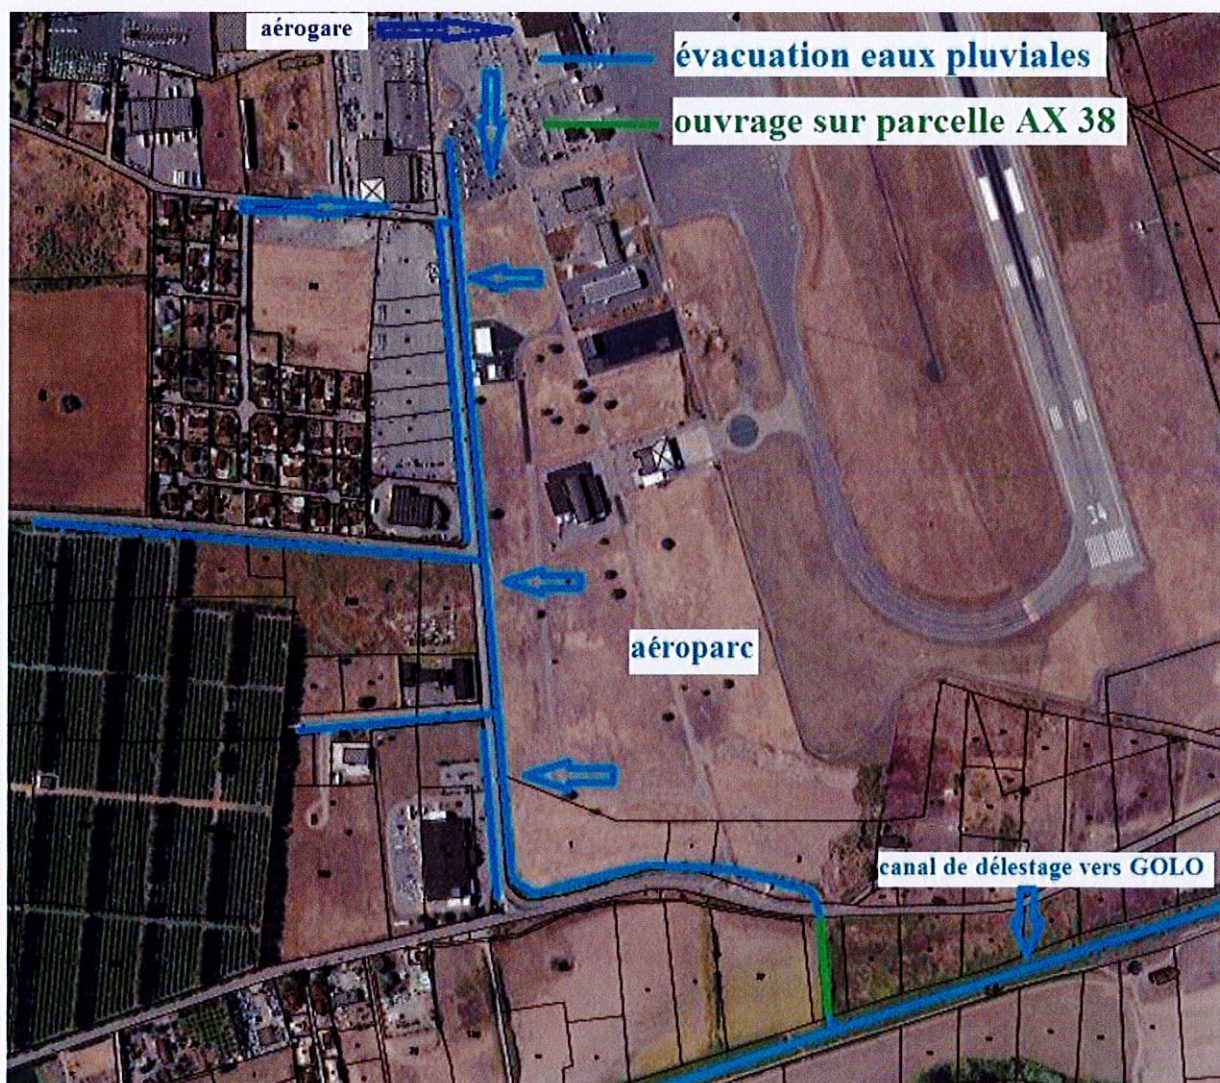 aérogare
évacuation eaux pluviales
ouvrage sur parcelle AX 38
aéroparc
canal de délestage vers GOLO